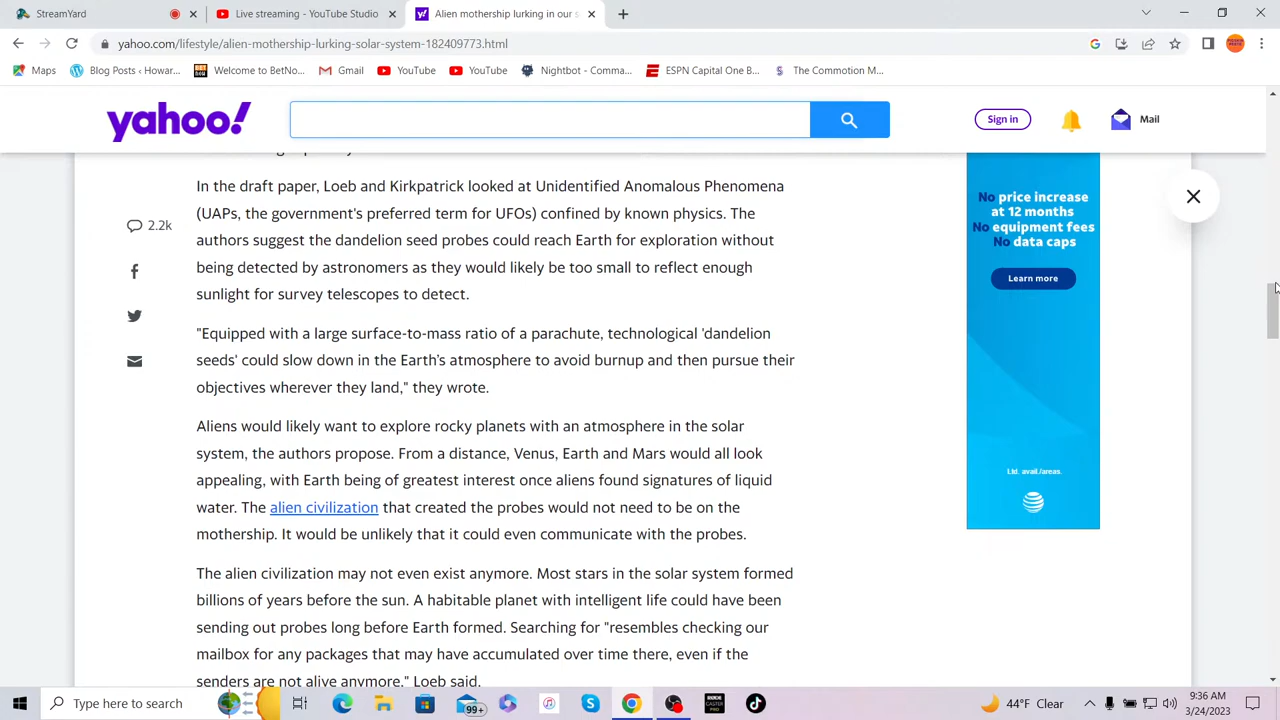 StreamYard
Live streaming - YouTube Studio
Alien mothership lurking in our s
yahoo.com/lifestyle/alien-mothership-lurking-solar-system-182409773.html
Maps
Blog Posts ‹ Howar...
Welcome to BetNo...
Gmail
YouTube
YouTube
Nightbot - Comma...
ESPN Capital One B...
The Commotion M...
yahoo!
Sign in
Mail
In the draft paper, Loeb and Kirkpatrick looked at Unidentified Anomalous Phenomena
(UAPs, the government's preferred term for UFOs) confined by known physics. The
authors suggest the dandelion seed probes could reach Earth for exploration without
being detected by astronomers as they would likely be too small to reflect enough
sunlight for survey telescopes to detect.
2.2k
"Equipped with a large surface-to-mass ratio of a parachute, technological 'dandelion
seeds' could slow down in the Earth's atmosphere to avoid burnup and then pursue their
objectives wherever they land," they wrote.
Aliens would likely want to explore rocky planets with an atmosphere in the solar
system, the authors propose. From a distance, Venus, Earth and Mars would all look
appealing, with Earth being of greatest interest once aliens found signatures of liquid
water. The alien civilization that created the probes would not need to be on the
mothership. It would be unlikely that it could even communicate with the probes.
The alien civilization may not even exist anymore. Most stars in the solar system formed
billions of years before the sun. A habitable planet with intelligent life could have been
sending out probes long before Earth formed. Searching for "resembles checking our
mailbox for any packages that may have accumulated over time there, even if the
senders are not alive anymore." Loeb said.
No price increase
at 12 months
No equipment fees
No data caps
Learn more
Ltd. avail./areas.
Type here to search
99+
44°F Clear
9:36 AM
3/24/2023